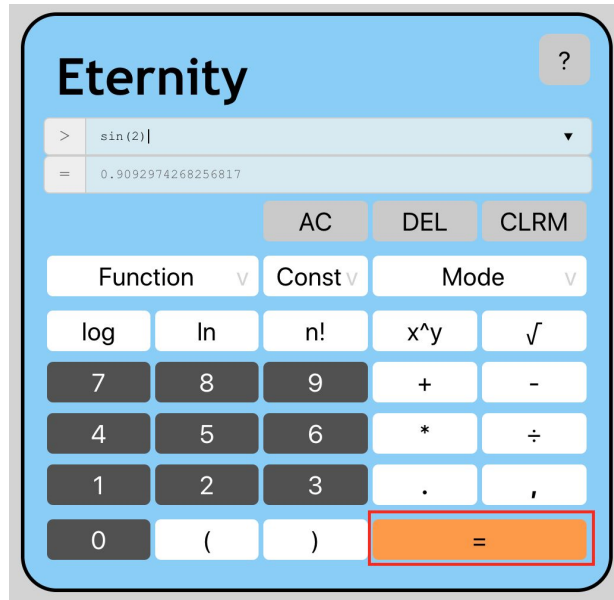 Eternity ?
> sin(2) ▼
= 0.9092974268256817
AC DEL CLRM
Function v Const v Mode v
log ln n! x^y √
7 8 9 + -
4 5 6 * ÷
1 2 3 . ,
0 ( ) =